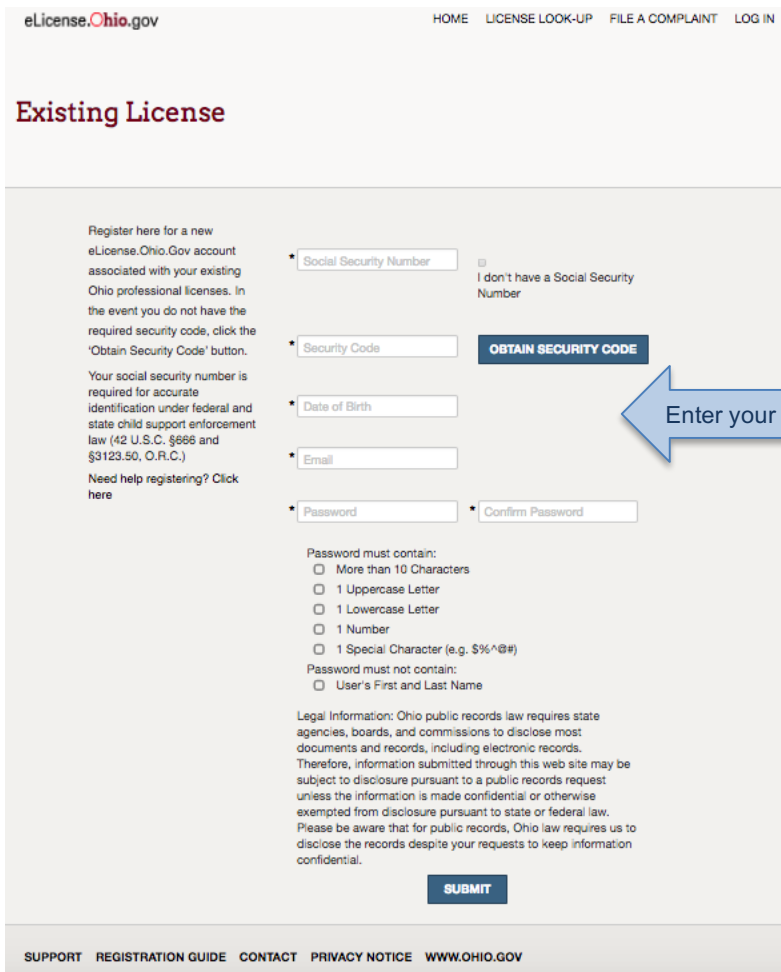 eLicense.Ohio.gov
HOME LICENSE LOOK-UP FILE A COMPLAINT LOG IN
Existing License
Register here for a new
eLicense.Ohio.Gov account
associated with your existing
Ohio professional licenses. In
the event you do not have the
required security code, click the
'Obtain Security Code' button.
Your social security number is
required for accurate
identification under federal and
state child support enforcement
law (42 U.S.C. §666 and
§3123.50, O.R.C.)
Need help registering? Click
here
* Social Security Number
I don't have a Social Security
Number
* Security Code
OBTAIN SECURITY CODE
* Date of Birth
Enter your
* Email
* Password * Confirm Password
Password must contain:
More than 10 Characters
1 Uppercase Letter
1 Lowercase Letter
1 Number
1 Special Character (e.g. $%^@#)
Password must not contain:
User's First and Last Name
Legal Information: Ohio public records law requires state
agencies, boards, and commissions to disclose most
documents and records, including electronic records.
Therefore, information submitted through this web site may be
subject to disclosure pursuant to a public records request
unless the information is made confidential or otherwise
exempted from disclosure pursuant to state or federal law.
Please be aware that for public records, Ohio law requires us to
disclose the records despite your requests to keep information
confidential.
SUBMIT
SUPPORT REGISTRATION GUIDE CONTACT PRIVACY NOTICE WWW.OHIO.GOV